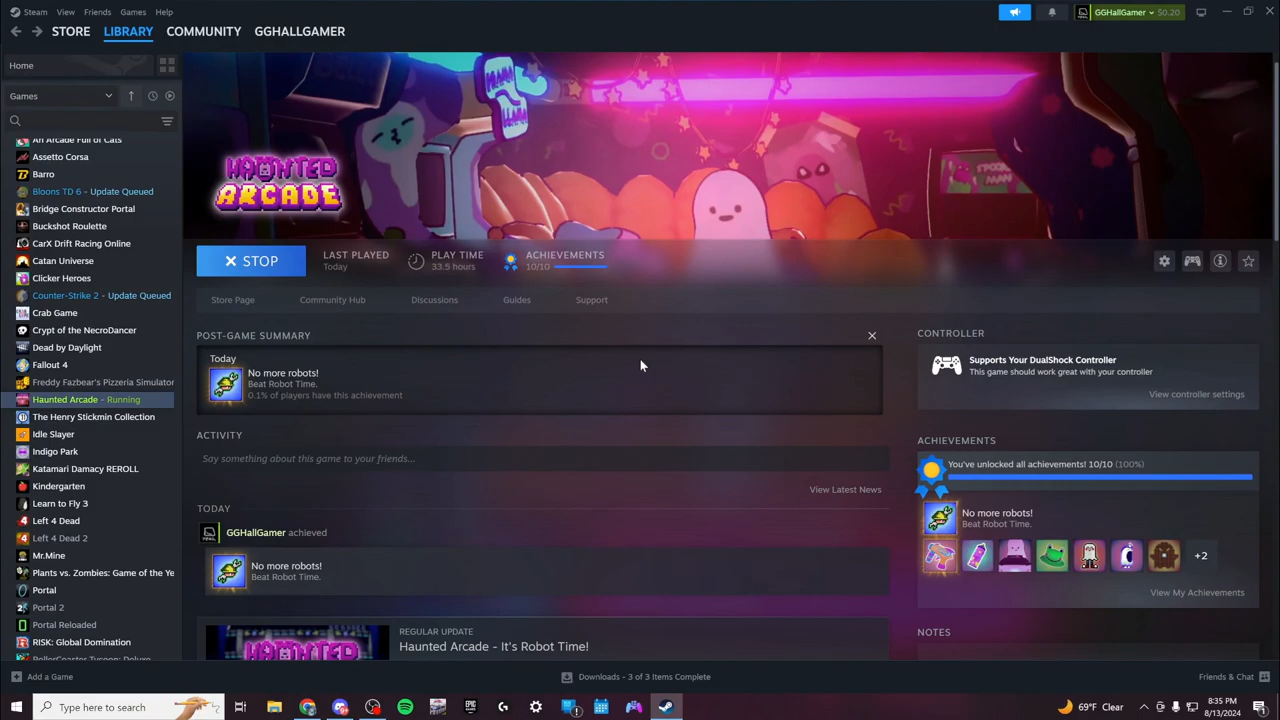 Steam View Friends Games Help
GGHallGamer $0.20
STORE LIBRARY COMMUNITY GGHALLGAMER
Home
Games
An Arcade Full of Cats
Assetto Corsa
Barro
Bloons TD 6 - Update Queued
Bridge Constructor Portal
Buckshot Roulette
CarX Drift Racing Online
Catan Universe
Clicker Heroes
Counter-Strike 2 - Update Queued
Crab Game
Crypt of the NecroDancer
Dead by Daylight
Fallout 4
Freddy Fazbear's Pizzeria Simulator
Haunted Arcade - Running
The Henry Stickmin Collection
Idle Slayer
Indigo Park
Katamari Damacy REROLL
Kindergarten
Learn to Fly 3
Left 4 Dead
Left 4 Dead 2
Mr.Mine
Plants vs. Zombies: Game of the Ye
Portal
Portal 2
Portal Reloaded
RISK: Global Domination
RollerCoaster Tycoon: Deluxe
HAUNTED
ARCADE
MAMA
LLAMA
SPOOK
MAN
STOP
LAST PLAYED
Today
PLAY TIME
33.5 hours
ACHIEVEMENTS
10/10
Store Page Community Hub Discussions Guides Support
POST-GAME SUMMARY
Today
No more robots!
Beat Robot Time.
0.1% of players have this achievement
ACTIVITY
Say something about this game to your friends...
View Latest News
TODAY
GGHallGamer achieved
No more robots!
Beat Robot Time.
HAUNTED
REGULAR UPDATE
Haunted Arcade - It's Robot Time!
CONTROLLER
Supports Your DualShock Controller
This game should work great with your controller
View controller settings
ACHIEVEMENTS
You've unlocked all achievements! 10/10 (100%)
No more robots!
Beat Robot Time.
+2
View My Achievements
NOTES
Add a Game
Downloads - 3 of 3 Items Complete
Friends & Chat
Type here to search
69°F Clear
8:35 PM
8/13/2024